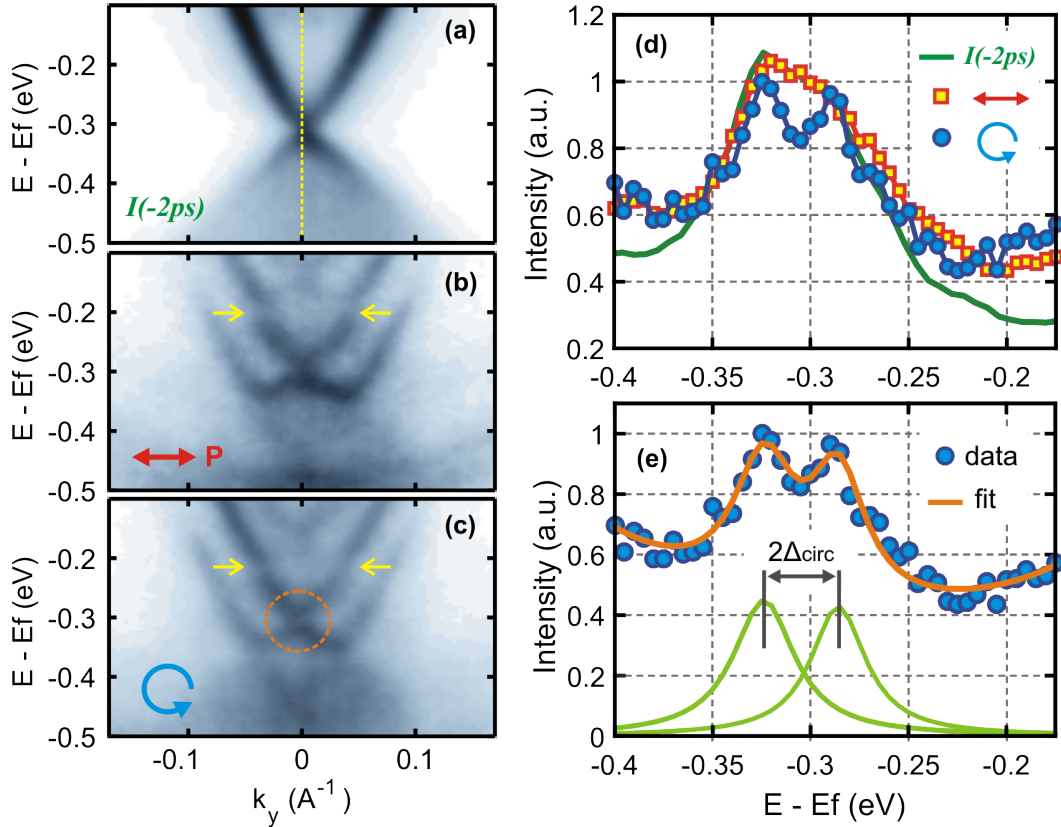 (a)
E - Ef (eV)
-0.2
-0.3
-0.4
-0.5
I(-2ps)
(b)
E - Ef (eV)
-0.2
-0.3
-0.4
-0.5
P
(c)
E - Ef (eV)
-0.2
-0.3
-0.4
-0.5
-0.1 0 0.1
k_y (A⁻¹)
(d)
I(-2ps)
Intensity (a.u.)
1.2
1
0.8
0.6
0.4
0.2
-0.4 -0.35 -0.3 -0.25 -0.2
(e)
data
fit
2Δcirc
Intensity (a.u.)
1
0.8
0.6
0.4
0.2
0
-0.4 -0.35 -0.3 -0.25 -0.2
E - Ef (eV)